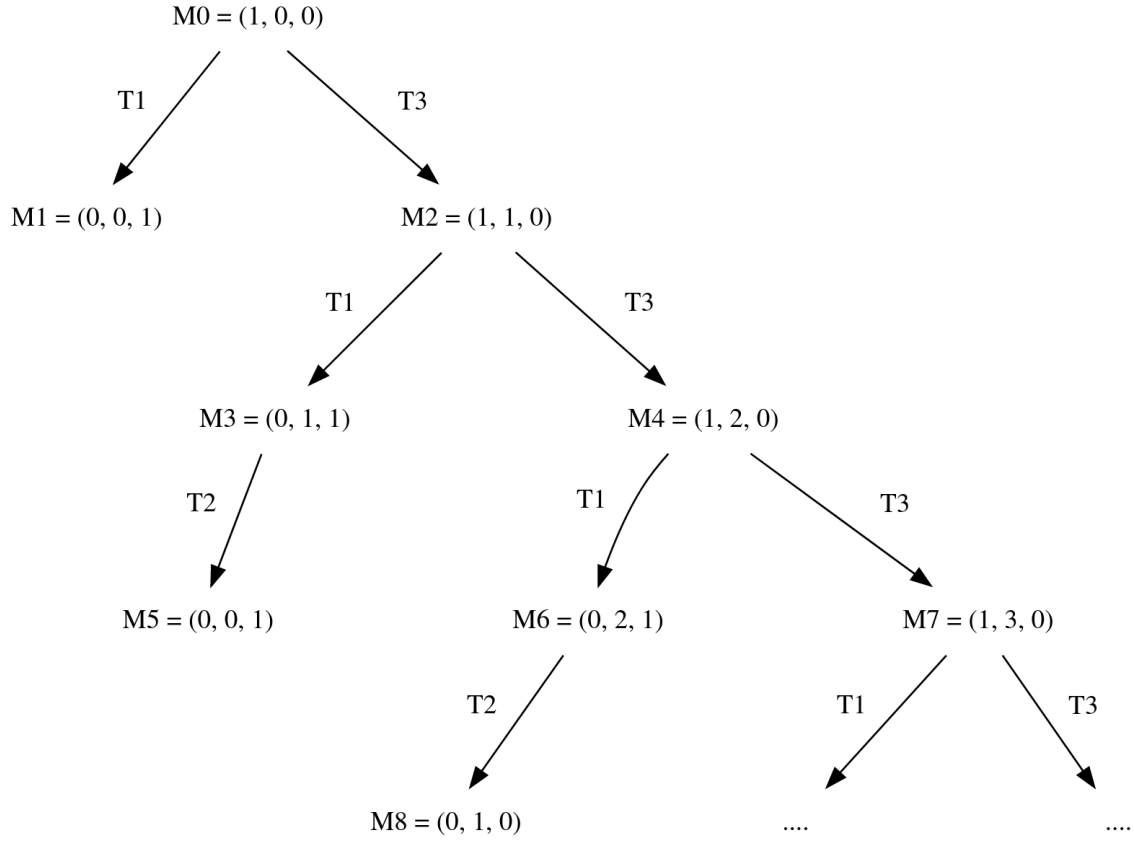 M0 = (1, 0, 0)
T1
T3
M1 = (0, 0, 1)
M2 = (1, 1, 0)
T1
T3
M3 = (0, 1, 1)
M4 = (1, 2, 0)
T2
T1
T3
M5 = (0, 0, 1)
M6 = (0, 2, 1)
M7 = (1, 3, 0)
T2
T1
T3
M8 = (0, 1, 0)
....
....